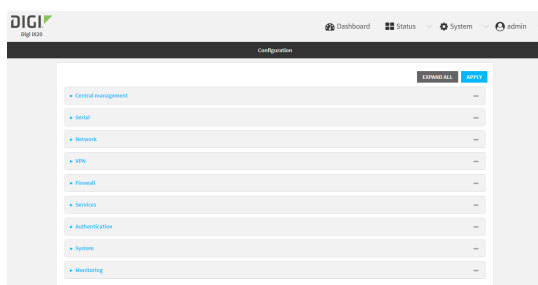 DIGI
Digi IX20
Dashboard Status System admin
Configuration
EXPAND ALL APPLY
Central management
Serial
Network
VPN
Firewall
Services
Authentication
System
Monitoring